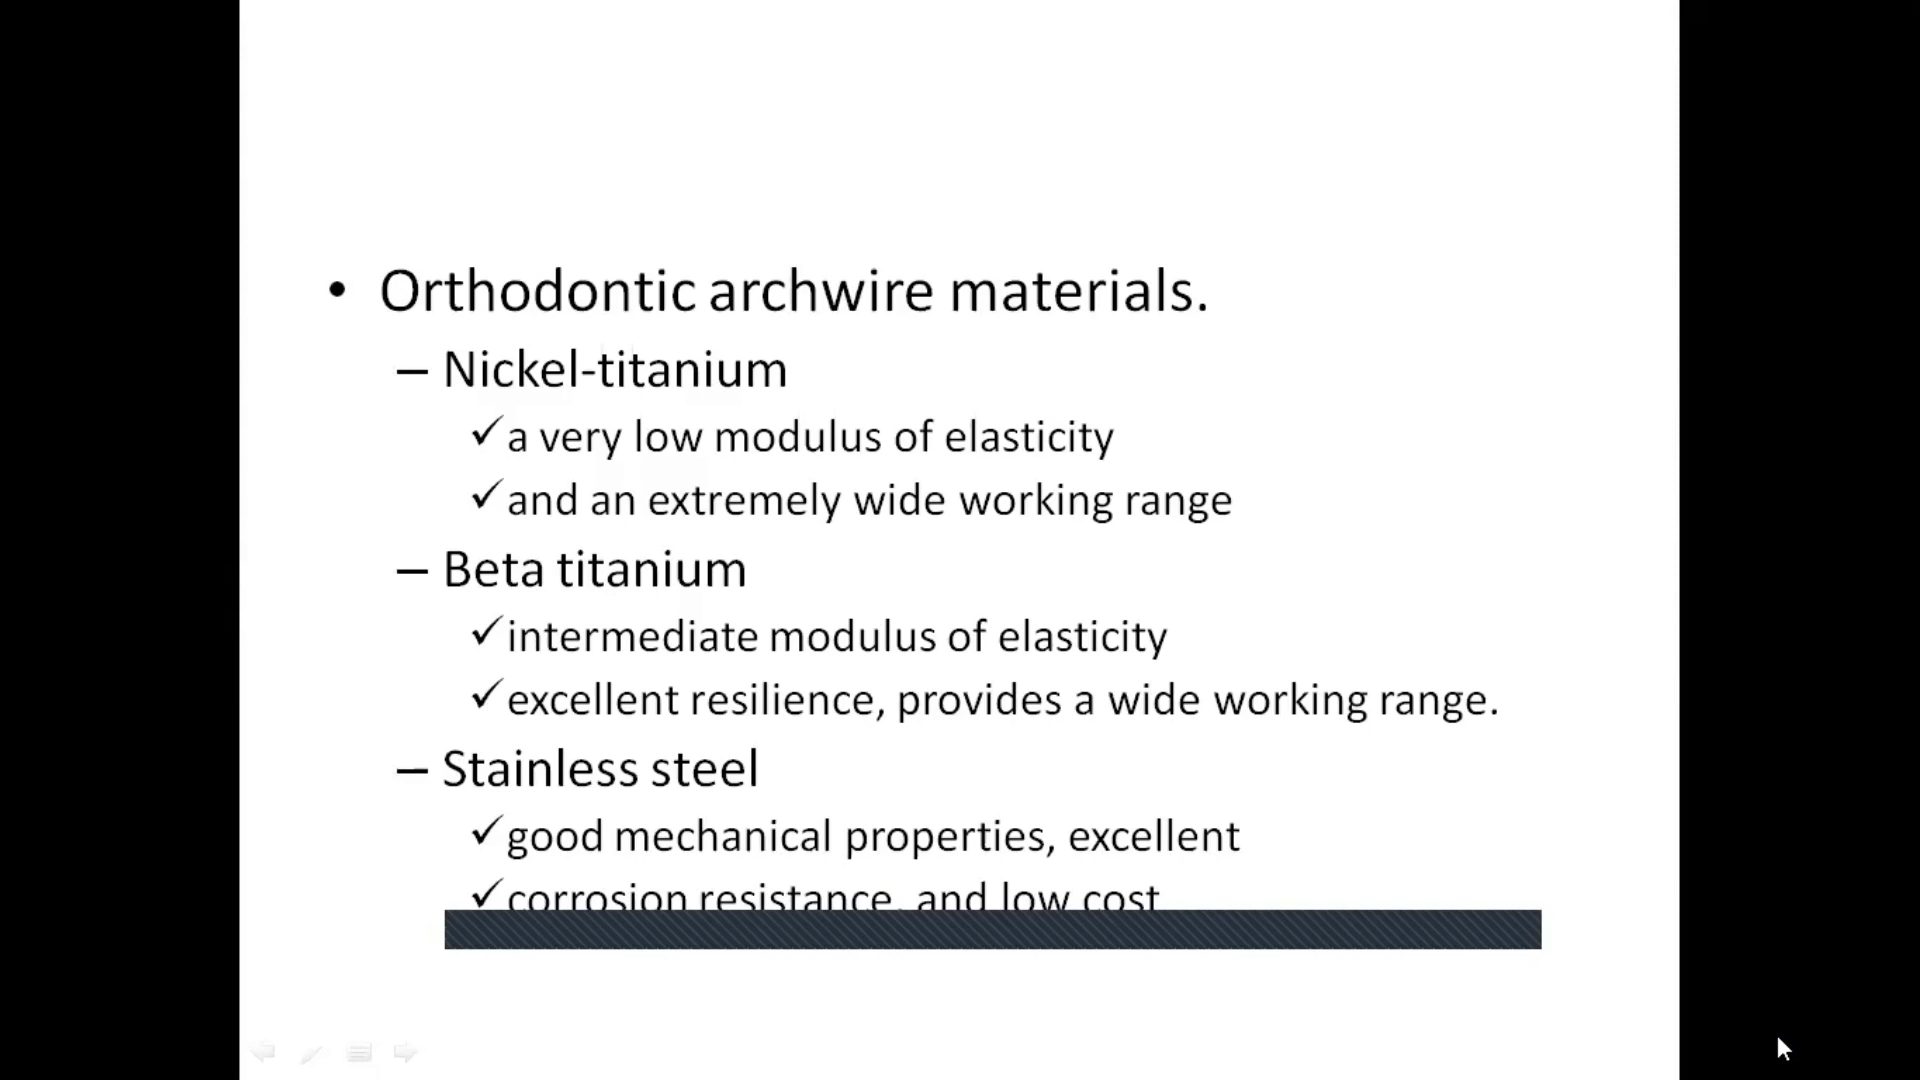 • Orthodontic archwire materials.
– Nickel-titanium
✓ a very low modulus of elasticity
✓ and an extremely wide working range
– Beta titanium
✓ intermediate modulus of elasticity
✓ excellent resilience, provides a wide working range.
– Stainless steel
✓ good mechanical properties, excellent
✓ corrosion resistance, and low cost